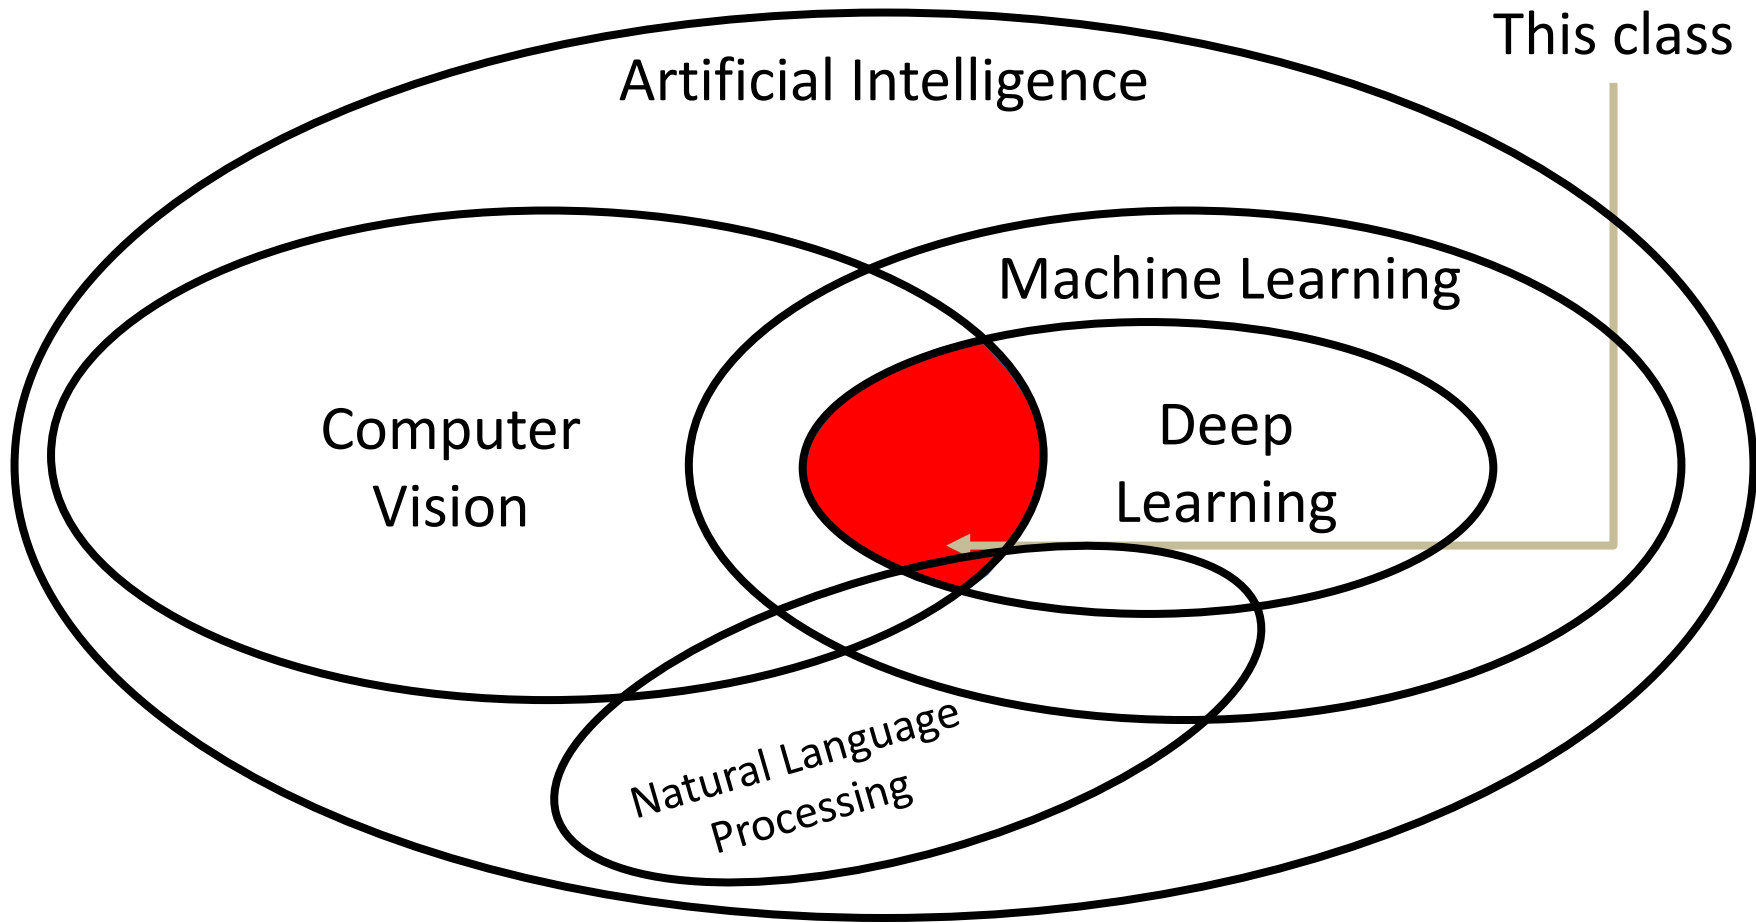 This class
Artificial Intelligence
Machine Learning
Computer
Vision
Deep
Learning
Natural Language
Processing